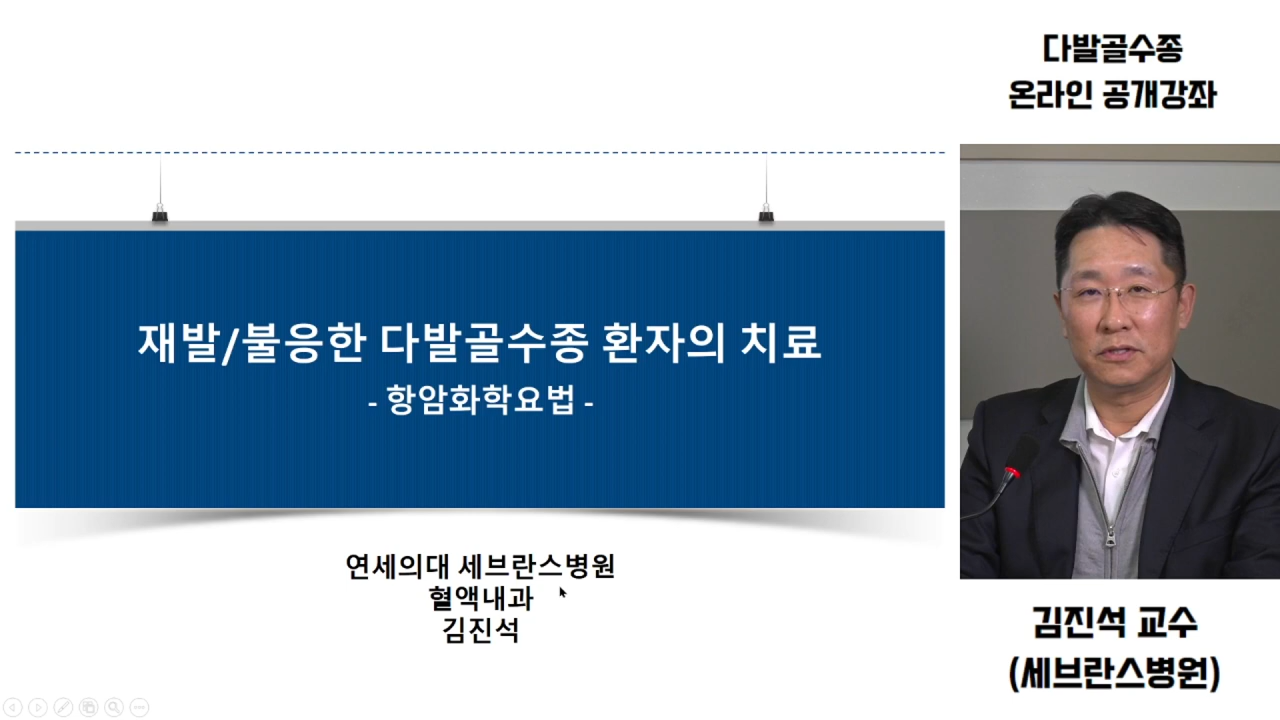 다발골수종
온라인 공개강좌
재발/불응한 다발골수종 환자의 치료
- 항암화학요법 -
연세의대 세브란스병원
혈액내과
김진석
김진석 교수
(세브란스병원)